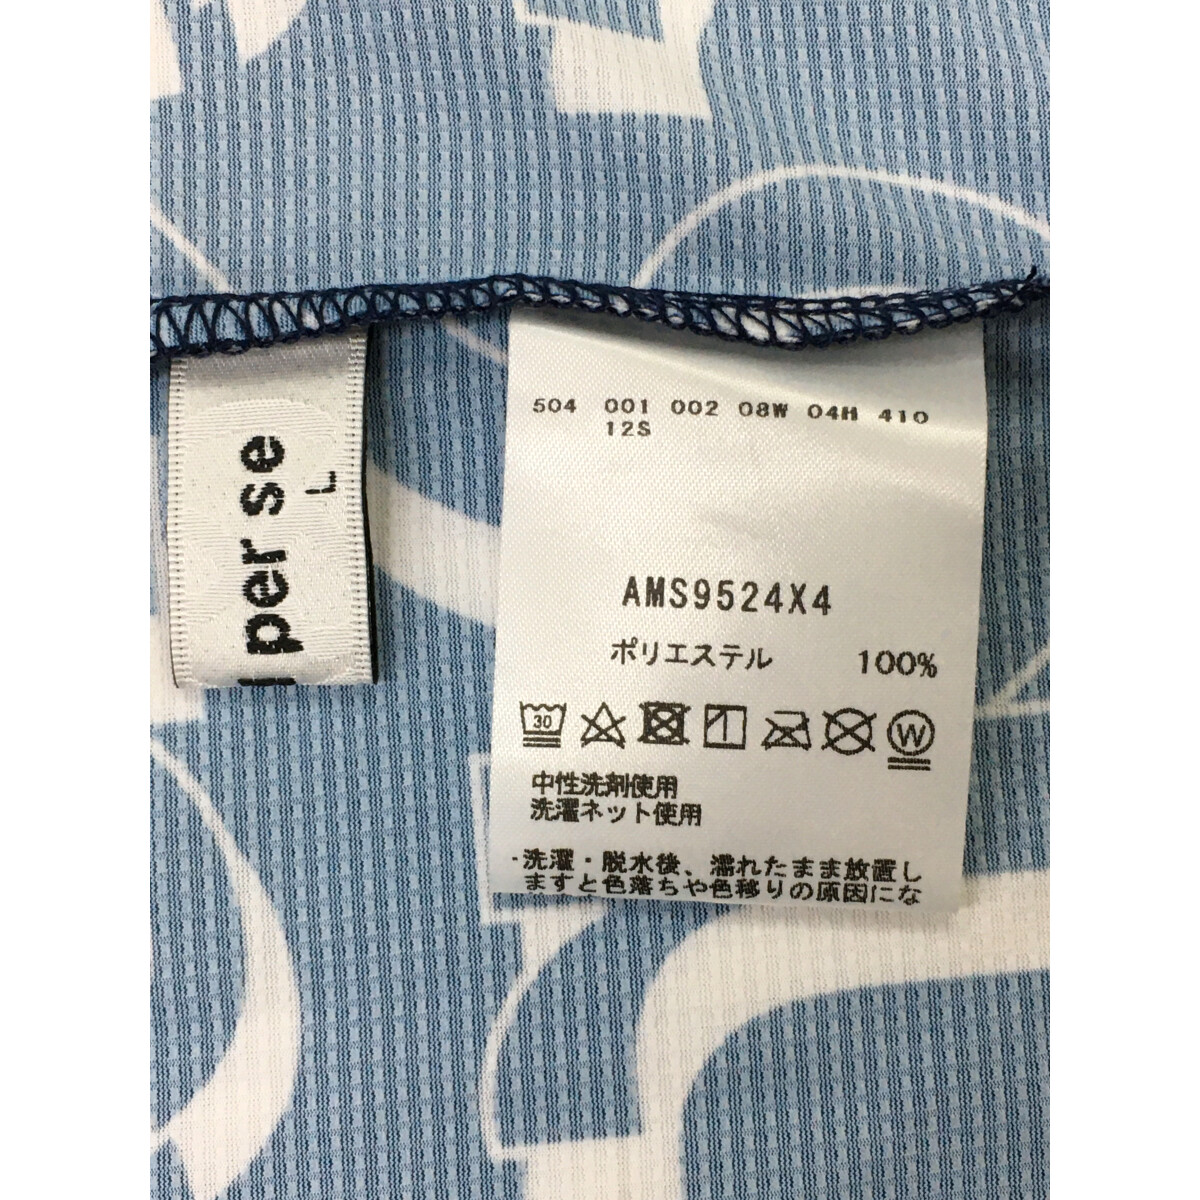 per se
L
504 001 002 08W 04H 410
12S
AMS9524X4
ポリエステル 100%
30
W
中性洗剤使用
洗濯ネット使用
・洗濯・脱水後、濡れたまま放置し
ますと色落ちや色移りの原因にな